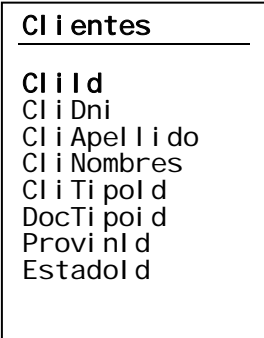 Clientes
CliId
CliDni
CliApellido
CliNombres
CliTipoId
DocTipoid
ProvinId
EstadoId